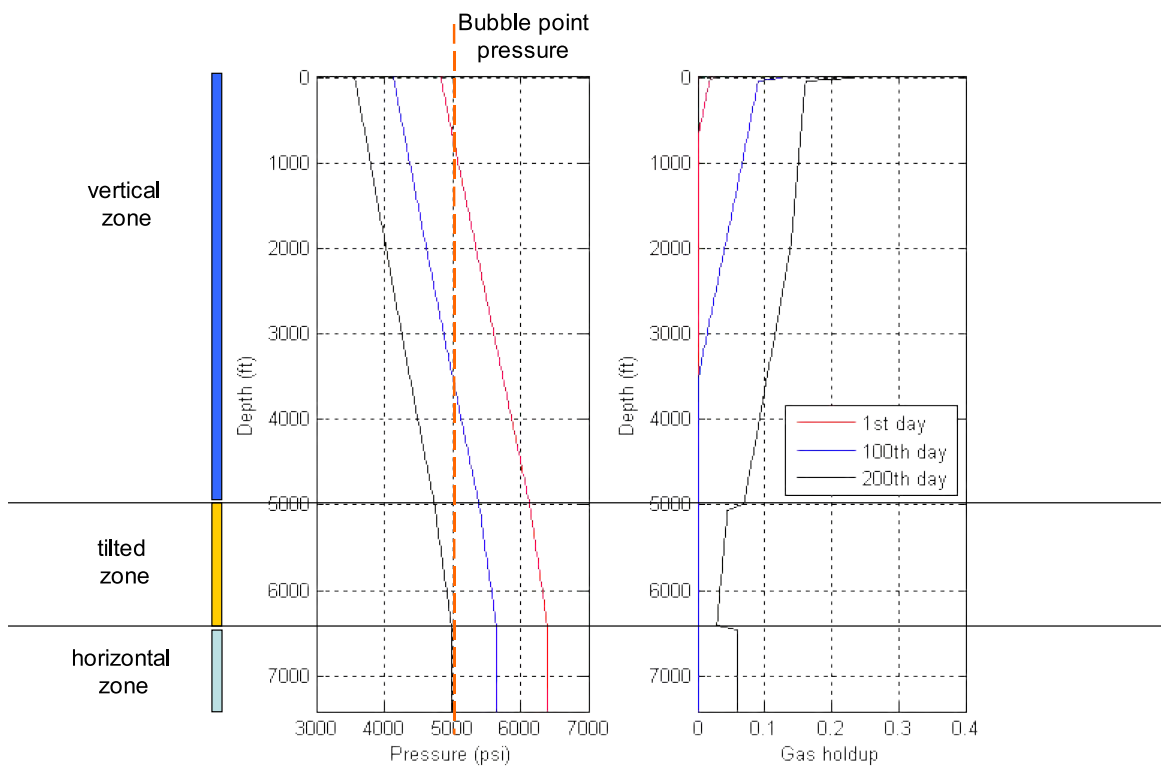 Bubble point
pressure
vertical
zone
tilted
zone
horizontal
zone
0
1000
2000
3000
4000
5000
6000
7000
Depth (ft)
3000 4000 5000 6000 7000
Pressure (psi)
0
1000
2000
3000
4000
5000
6000
7000
Depth (ft)
0 0.1 0.2 0.3 0.4
Gas holdup
1st day
100th day
200th day